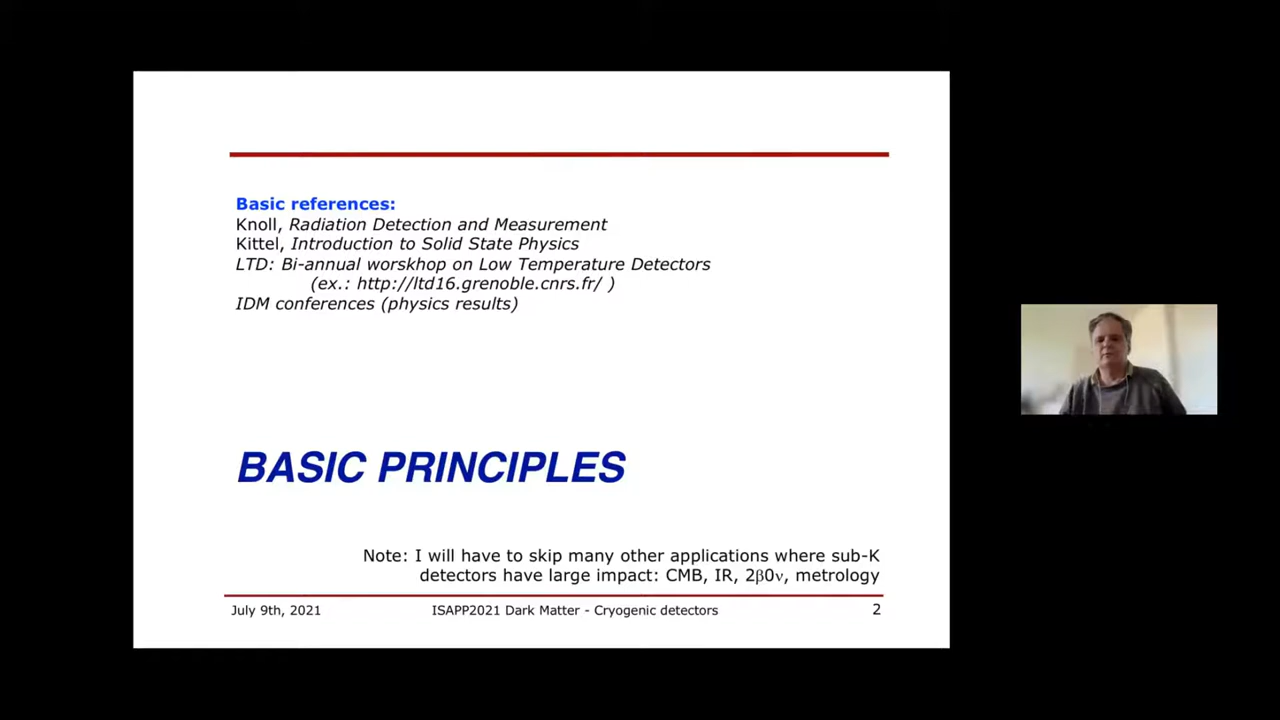 Basic references:
Knoll, Radiation Detection and Measurement
Kittel, Introduction to Solid State Physics
LTD: Bi-annual worskhop on Low Temperature Detectors
(ex.: http://ltd16.grenoble.cnrs.fr/ )
IDM conferences (physics results)
BASIC PRINCIPLES
Note: I will have to skip many other applications where sub-K
detectors have large impact: CMB, IR, 2β0ν, metrology
July 9th, 2021 ISAPP2021 Dark Matter - Cryogenic detectors 2